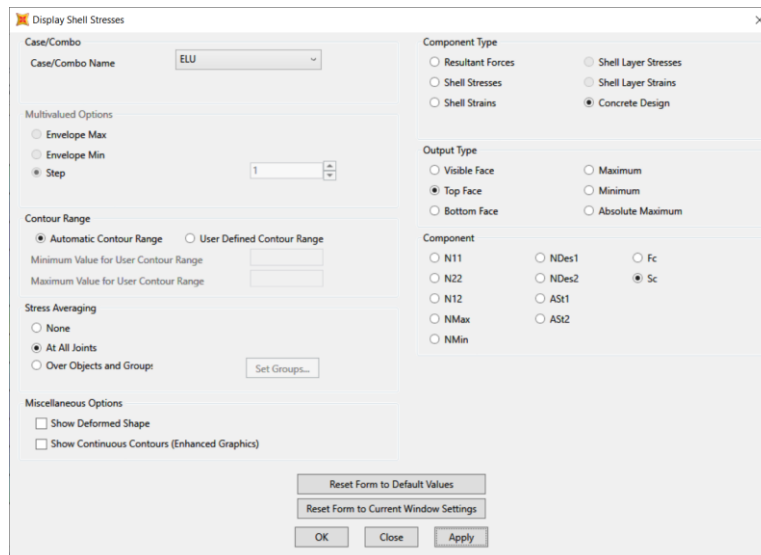 Display Shell Stresses
Case/Combo
Case/Combo Name
ELU
Multivalued Options
Envelope Max
Envelope Min
Step
1
Contour Range
Automatic Contour Range
User Defined Contour Range
Minimum Value for User Contour Range
Maximum Value for User Contour Range
Stress Averaging
None
At All Joints
Over Objects and Groups
Set Groups...
Miscellaneous Options
Show Deformed Shape
Show Continuous Contours (Enhanced Graphics)
Component Type
Resultant Forces
Shell Layer Stresses
Shell Stresses
Shell Layer Strains
Shell Strains
Concrete Design
Output Type
Visible Face
Maximum
Top Face
Minimum
Bottom Face
Absolute Maximum
Component
N11
NDes1
Fc
N22
NDes2
Sc
N12
ASt1
NMax
ASt2
NMin
Reset Form to Default Values
Reset Form to Current Window Settings
OK
Close
Apply